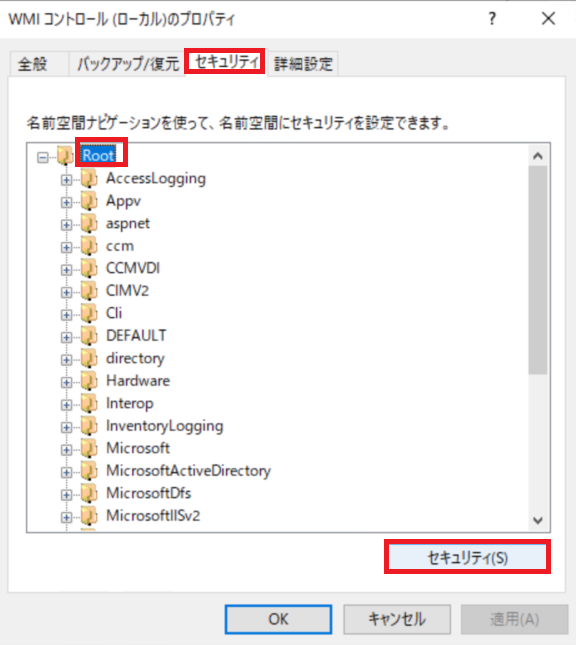 WMI コントロール (ローカル)のプロパティ
全般 バックアップ/復元 セキュリティ 詳細設定
名前空間ナビゲーションを使って、名前空間にセキュリティを設定できます。
Root
AccessLogging
Appv
aspnet
ccm
CCMVDI
CIMV2
Cli
DEFAULT
directory
Hardware
Interop
InventoryLogging
Microsoft
MicrosoftActiveDirectory
MicrosoftDfs
MicrosoftIISv2
セキュリティ(S)
OK キャンセル 適用(A)